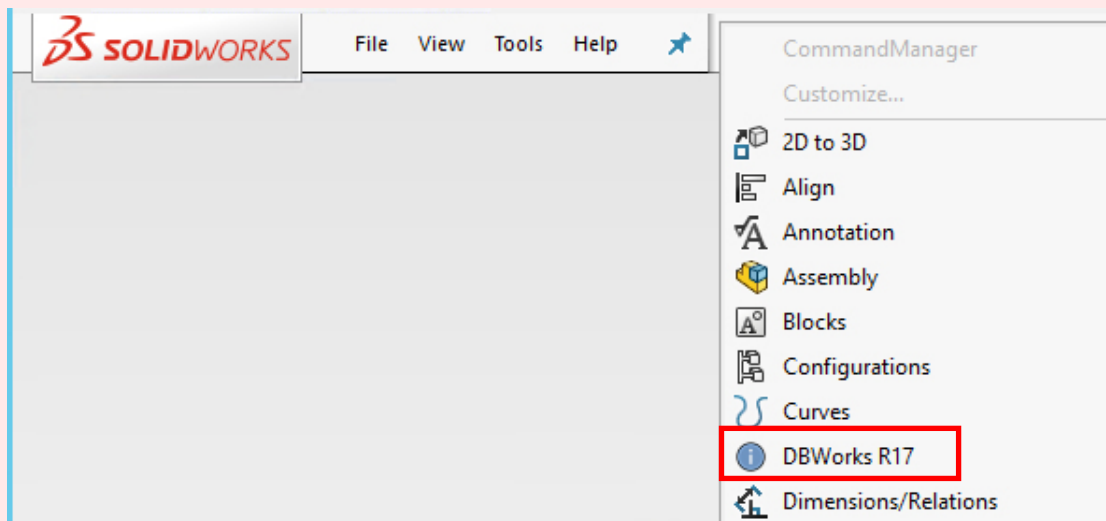 SOLIDWORKS File View Tools Help
CommandManager
Customize...
2D to 3D
Align
Annotation
Assembly
Blocks
Configurations
Curves
DBWorks R17
Dimensions/Relations